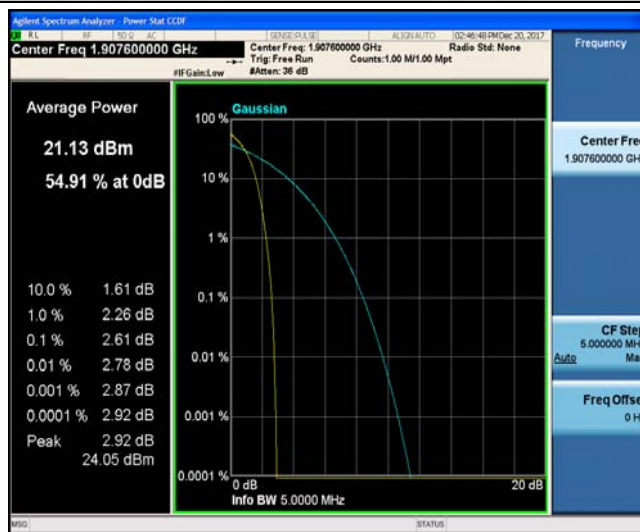 Agilent Spectrum Analyzer - Power Stat CCDF
RL RF 50 Ω AC SENSE:PULSE ALIGN AUTO 02:46:48 PM Dec 20, 2017
Center Freq 1.907600000 GHz
Center Freq: 1.907600000 GHz Radio Std: None
Trig: Free Run Counts:1.00 M/1.00 Mpt
#IFGain:Low #Atten: 36 dB
Frequency
Average Power
21.13 dBm
54.91 % at 0dB
10.0 % 1.61 dB
1.0 % 2.26 dB
0.1 % 2.61 dB
0.01 % 2.78 dB
0.001 % 2.87 dB
0.0001 % 2.92 dB
Peak 2.92 dB
24.05 dBm
Gaussian
100 %
10 %
1 %
0.1 %
0.01 %
0.001 %
0.0001 %
0 dB 20 dB
Info BW 5.0000 MHz
Center Fre
1.907600000 GH
CF Step
5.000000 MH
Auto Ma
Freq Offse
0 H
MSG STATUS